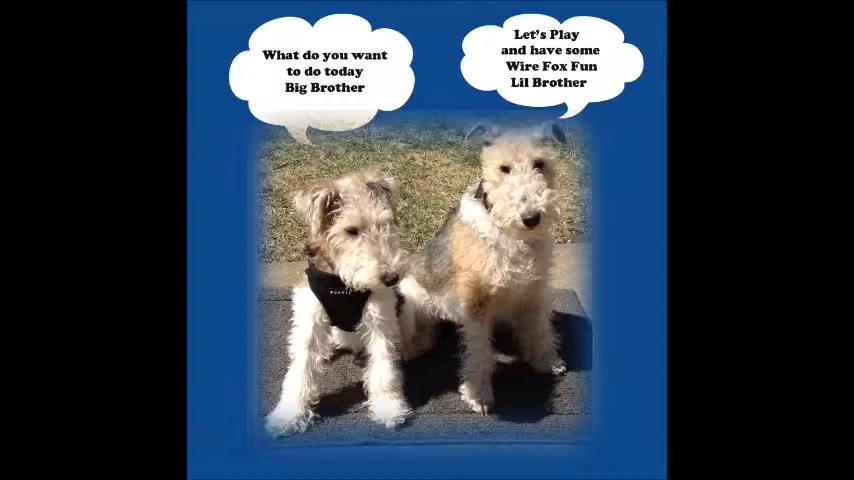 What do you want
to do today
Big Brother
Let's Play
and have some
Wire Fox Fun
Lil Brother
PUPPIA